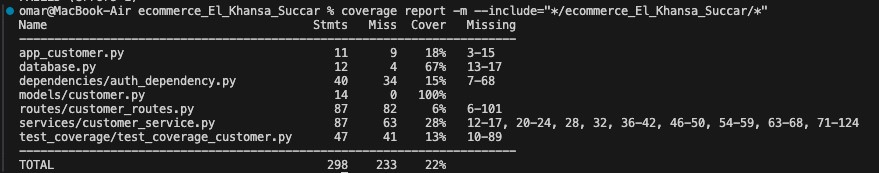 omar@MacBook-Air ecommerce_El_Khansa_Succar % coverage report -m --include="*/ecommerce_El_Khansa_Succar/*"
Name Stmts Miss Cover Missing
app_customer.py 11 9 18% 3-15
database.py 12 4 67% 13-17
dependencies/auth_dependency.py 40 34 15% 7-68
models/customer.py 14 0 100%
routes/customer_routes.py 87 82 6% 6-101
services/customer_service.py 87 63 28% 12-17, 20-24, 28, 32, 36-42, 46-50, 54-59, 63-68, 71-124
test_coverage/test_coverage_customer.py 47 41 13% 10-89
TOTAL 298 233 22%